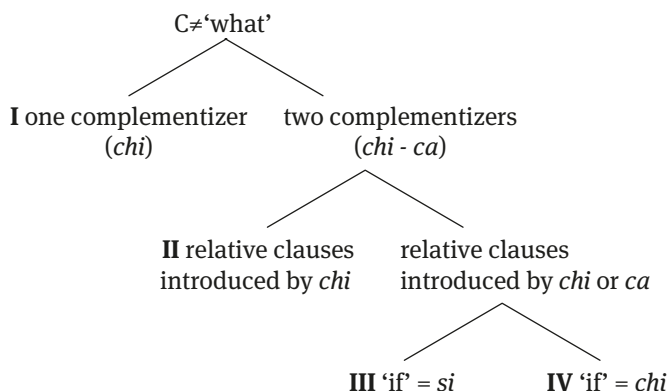 C≠‘what’
I one complementizer
(chi)
two complementizers
(chi - ca)
II relative clauses
introduced by chi
relative clauses
introduced by chi or ca
III ‘if’ = si
IV ‘if’ = chi